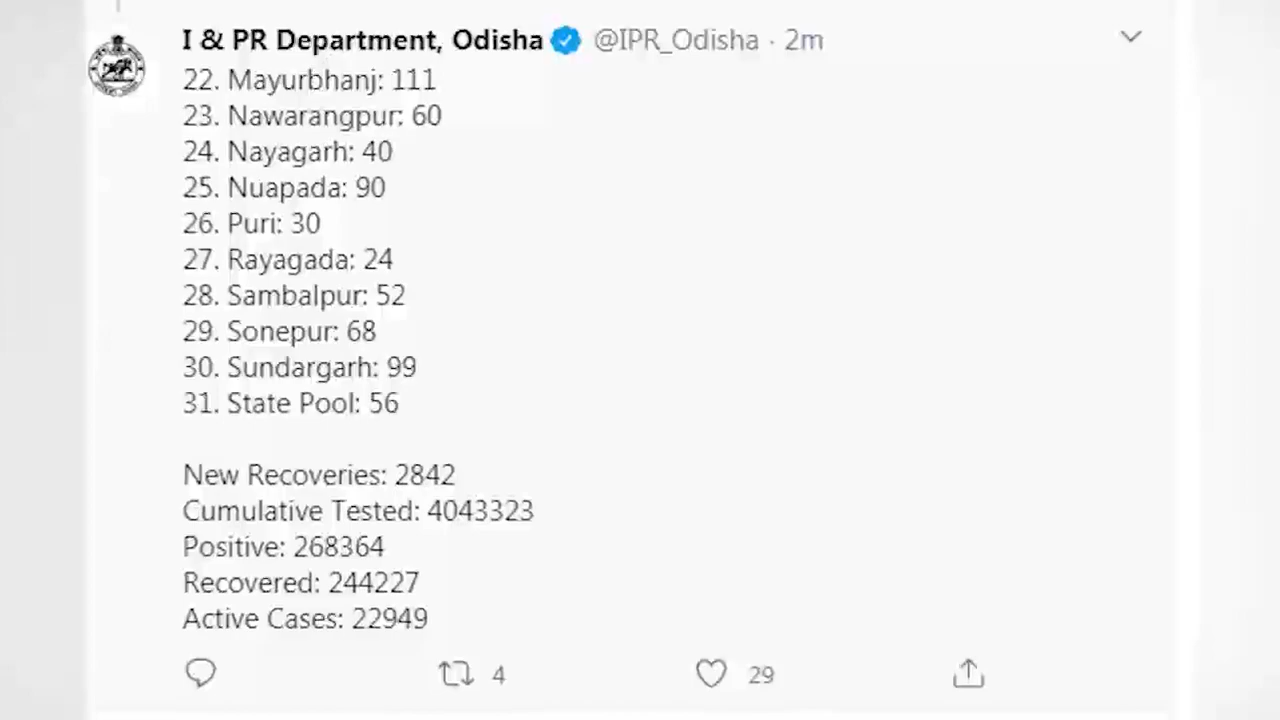 I & PR Department, Odisha @IPR_Odisha · 2m
22. Mayurbhanj: 111
23. Nawarangpur: 60
24. Nayagarh: 40
25. Nuapada: 90
26. Puri: 30
27. Rayagada: 24
28. Sambalpur: 52
29. Sonepur: 68
30. Sundargarh: 99
31. State Pool: 56
New Recoveries: 2842
Cumulative Tested: 4043323
Positive: 268364
Recovered: 244227
Active Cases: 22949
4 29